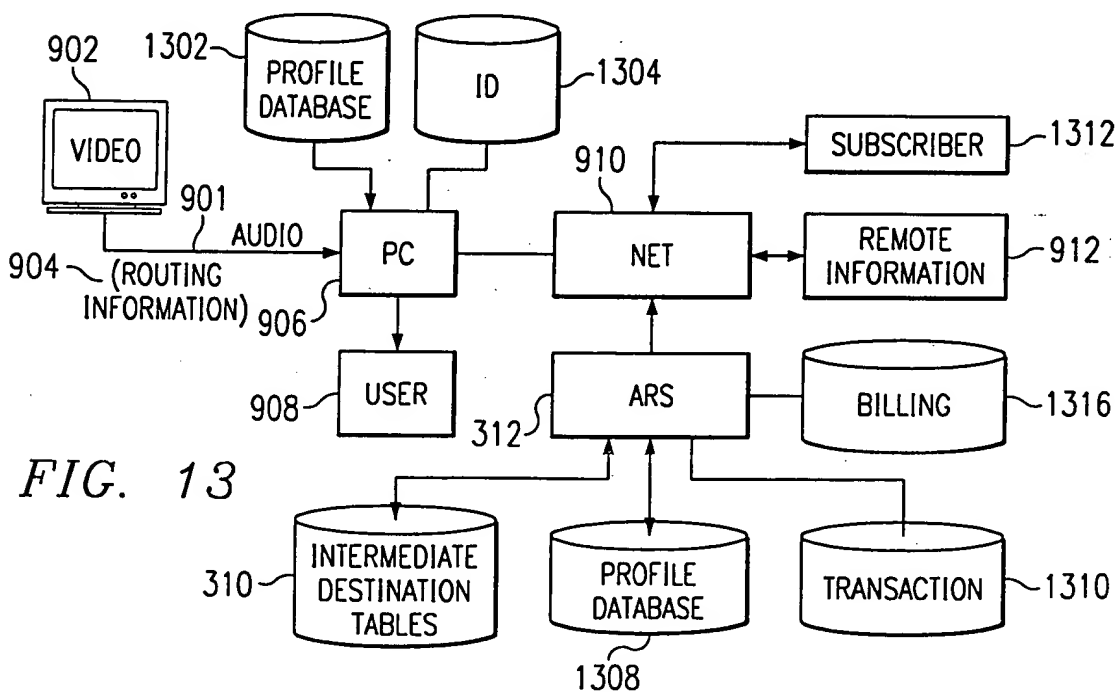 1302
902
PROFILE
DATABASE
ID
1304
VIDEO
910
SUBSCRIBER
1312
901
AUDIO
PC
NET
REMOTE
INFORMATION
912
904
(ROUTING
INFORMATION)
906
USER
908
ARS
312
BILLING
1316
FIG. 13
310
INTERMEDIATE
DESTINATION
TABLES
PROFILE
DATABASE
1308
TRANSACTION
1310